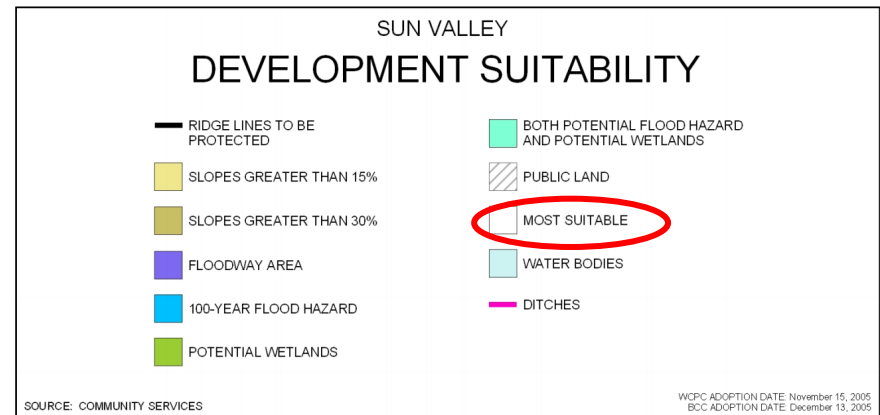 SUN VALLEY
DEVELOPMENT SUITABILITY
RIDGE LINES TO BE
PROTECTED
SLOPES GREATER THAN 15%
SLOPES GREATER THAN 30%
FLOODWAY AREA
100-YEAR FLOOD HAZARD
POTENTIAL WETLANDS
BOTH POTENTIAL FLOOD HAZARD
AND POTENTIAL WETLANDS
PUBLIC LAND
MOST SUITABLE
WATER BODIES
DITCHES
SOURCE: COMMUNITY SERVICES
WCPC ADOPTION DATE: November 15, 2005
BCC ADOPTION DATE: December 13, 2005